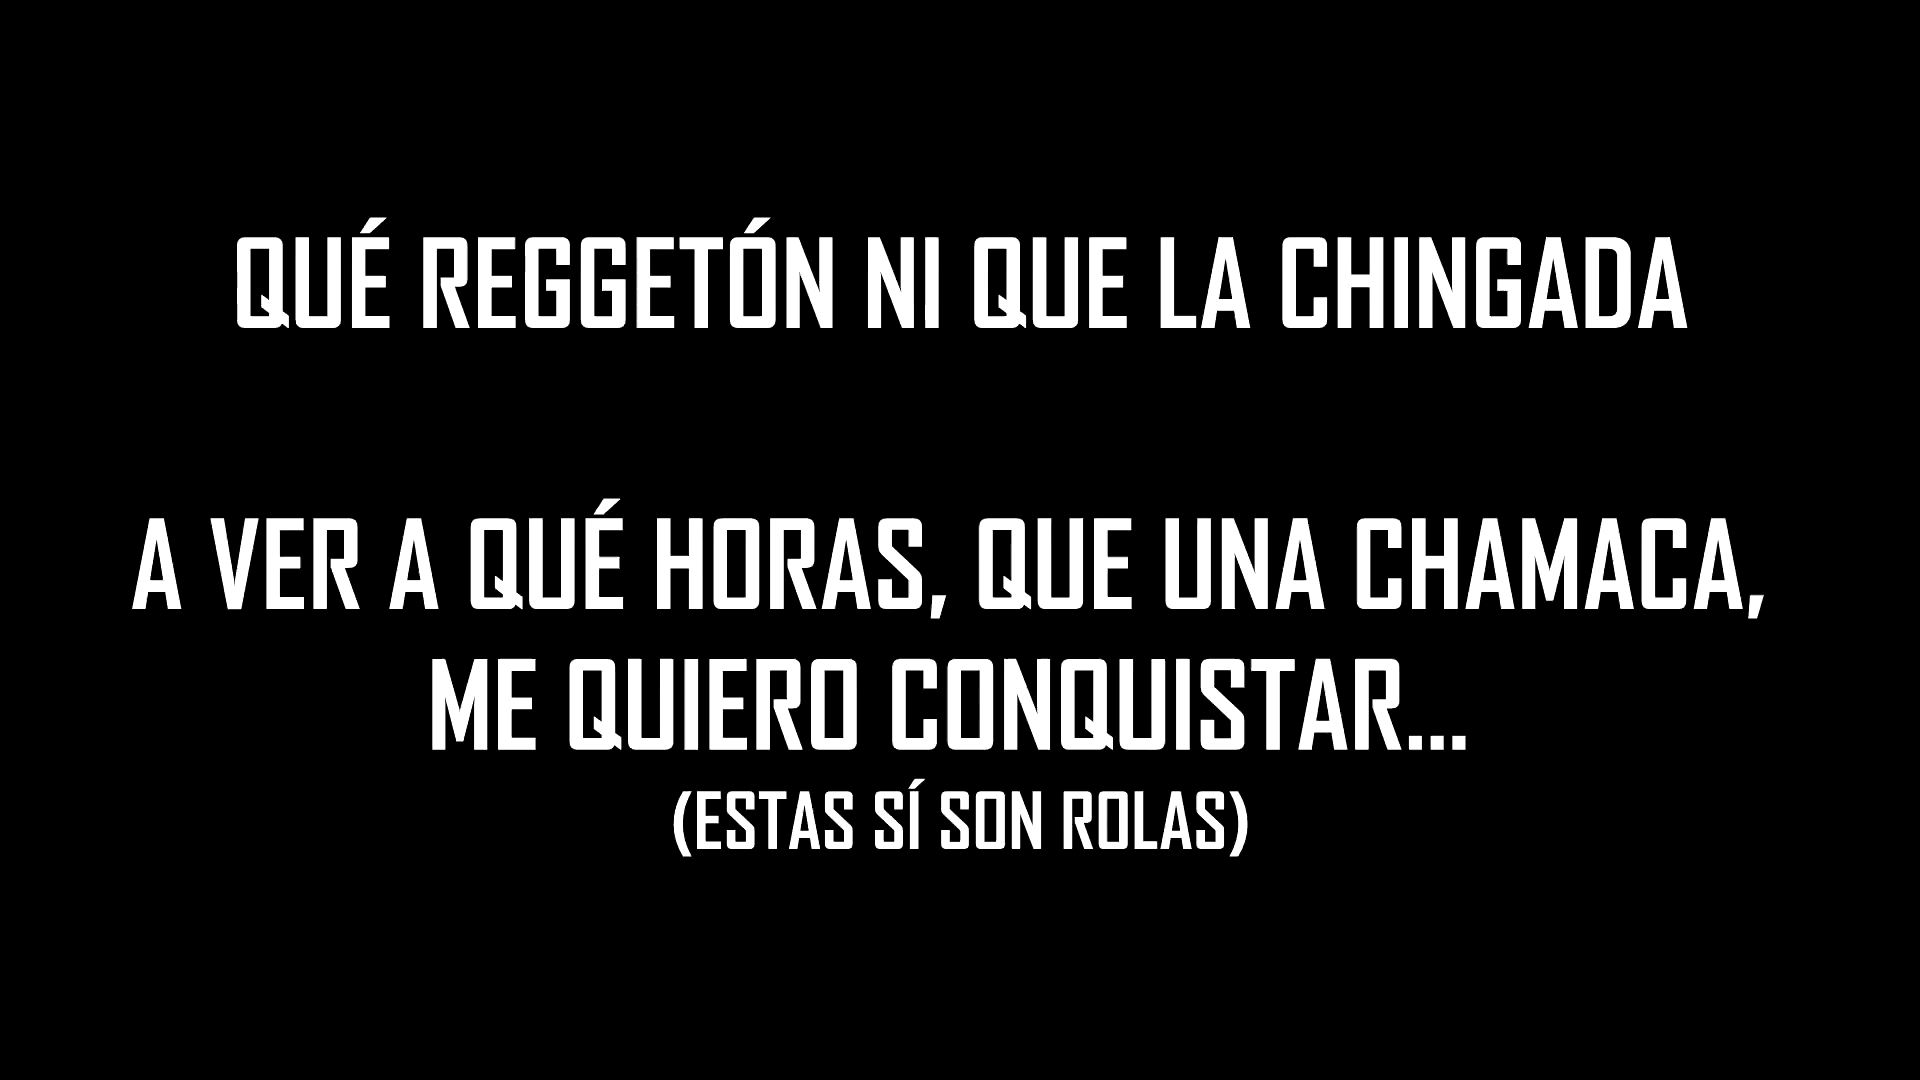 QUÉ REGGETÓN NI QUE LA CHINGADA
A VER A QUÉ HORAS, QUE UNA CHAMACA,
ME QUIERO CONQUISTAR...
(ESTAS SÍ SON ROLAS)